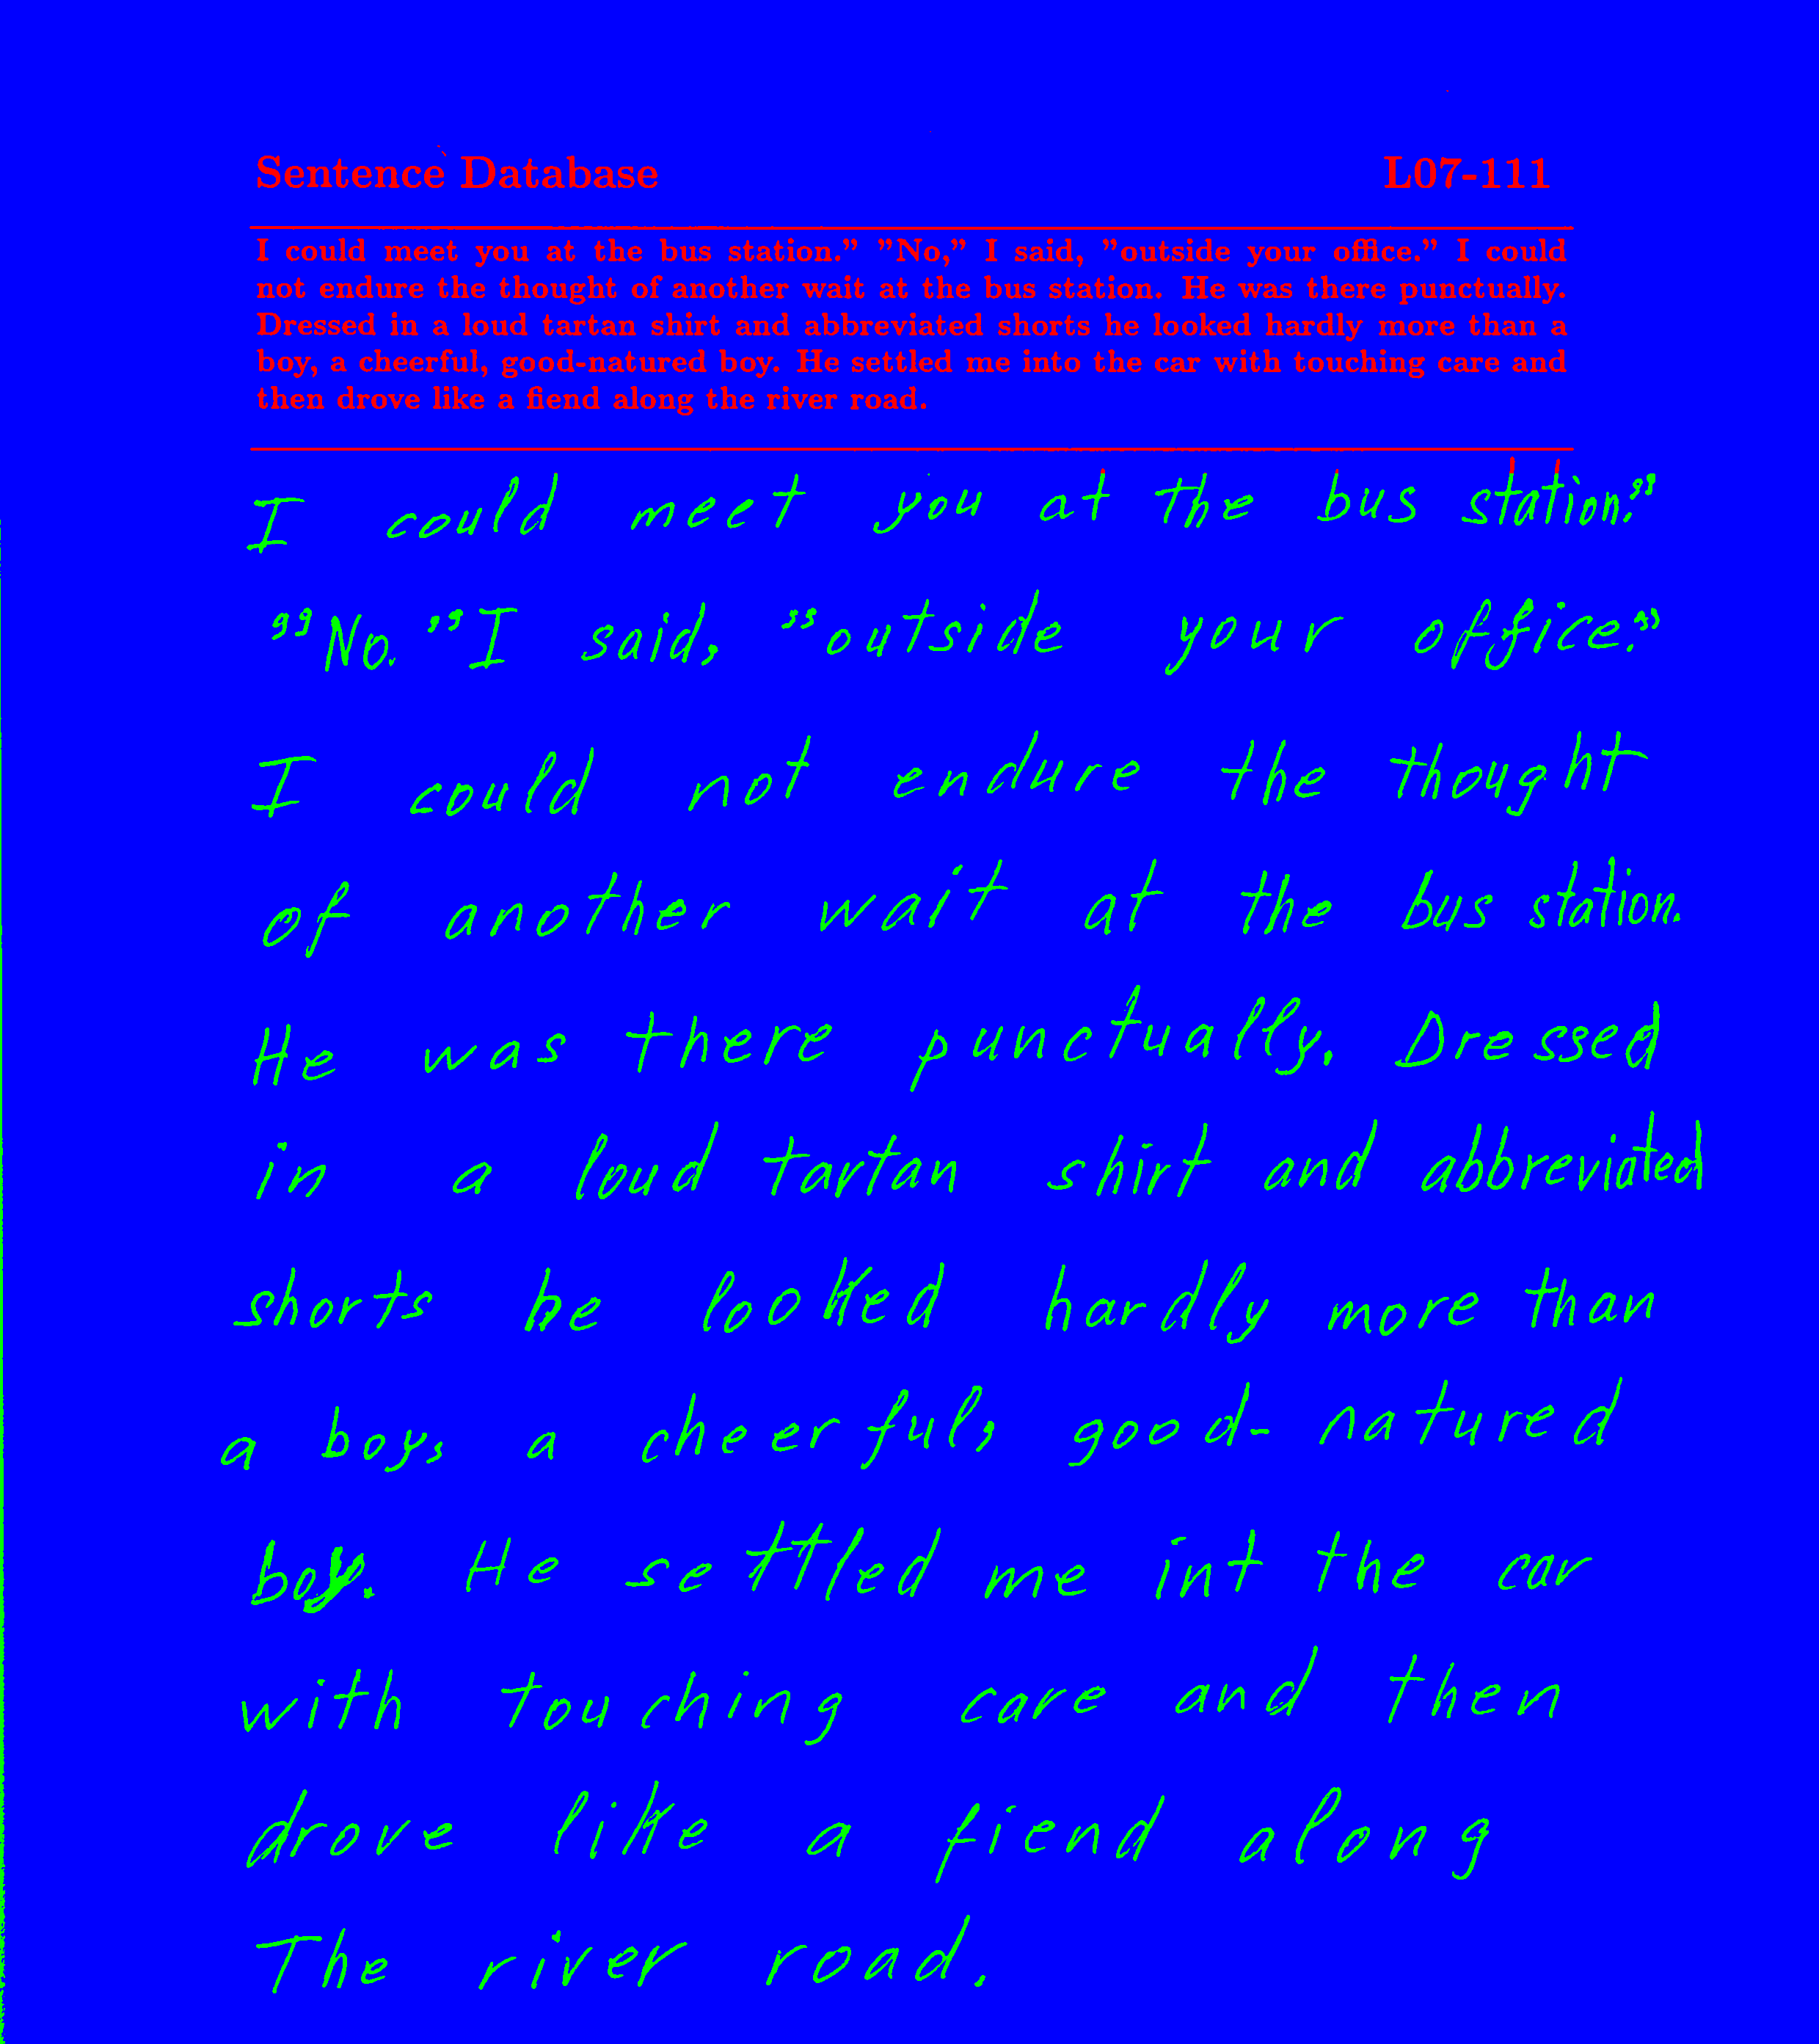 Sentence Database L07-111
I could meet you at the bus station.” ”No,” I said, ”outside your office.” I could
not endure the thought of another wait at the bus station. He was there punctually.
Dressed in a loud tartan shirt and abbreviated shorts he looked hardly more than a
boy, a cheerful, good-natured boy. He settled me into the car with touching care and
then drove like a fiend along the river road.
I could meet you at the bus station.”
”No.” I said, ”outside your office.”
I could not endure the thought
of another wait at the bus station.
He was there punctually. Dressed
in a loud tartan shirt and abbreviated
shorts he looked hardly more than
a boy, a cheerful, good-natured
boy. He settled me int the car
with touching care and then
drove like a fiend along
The river road.